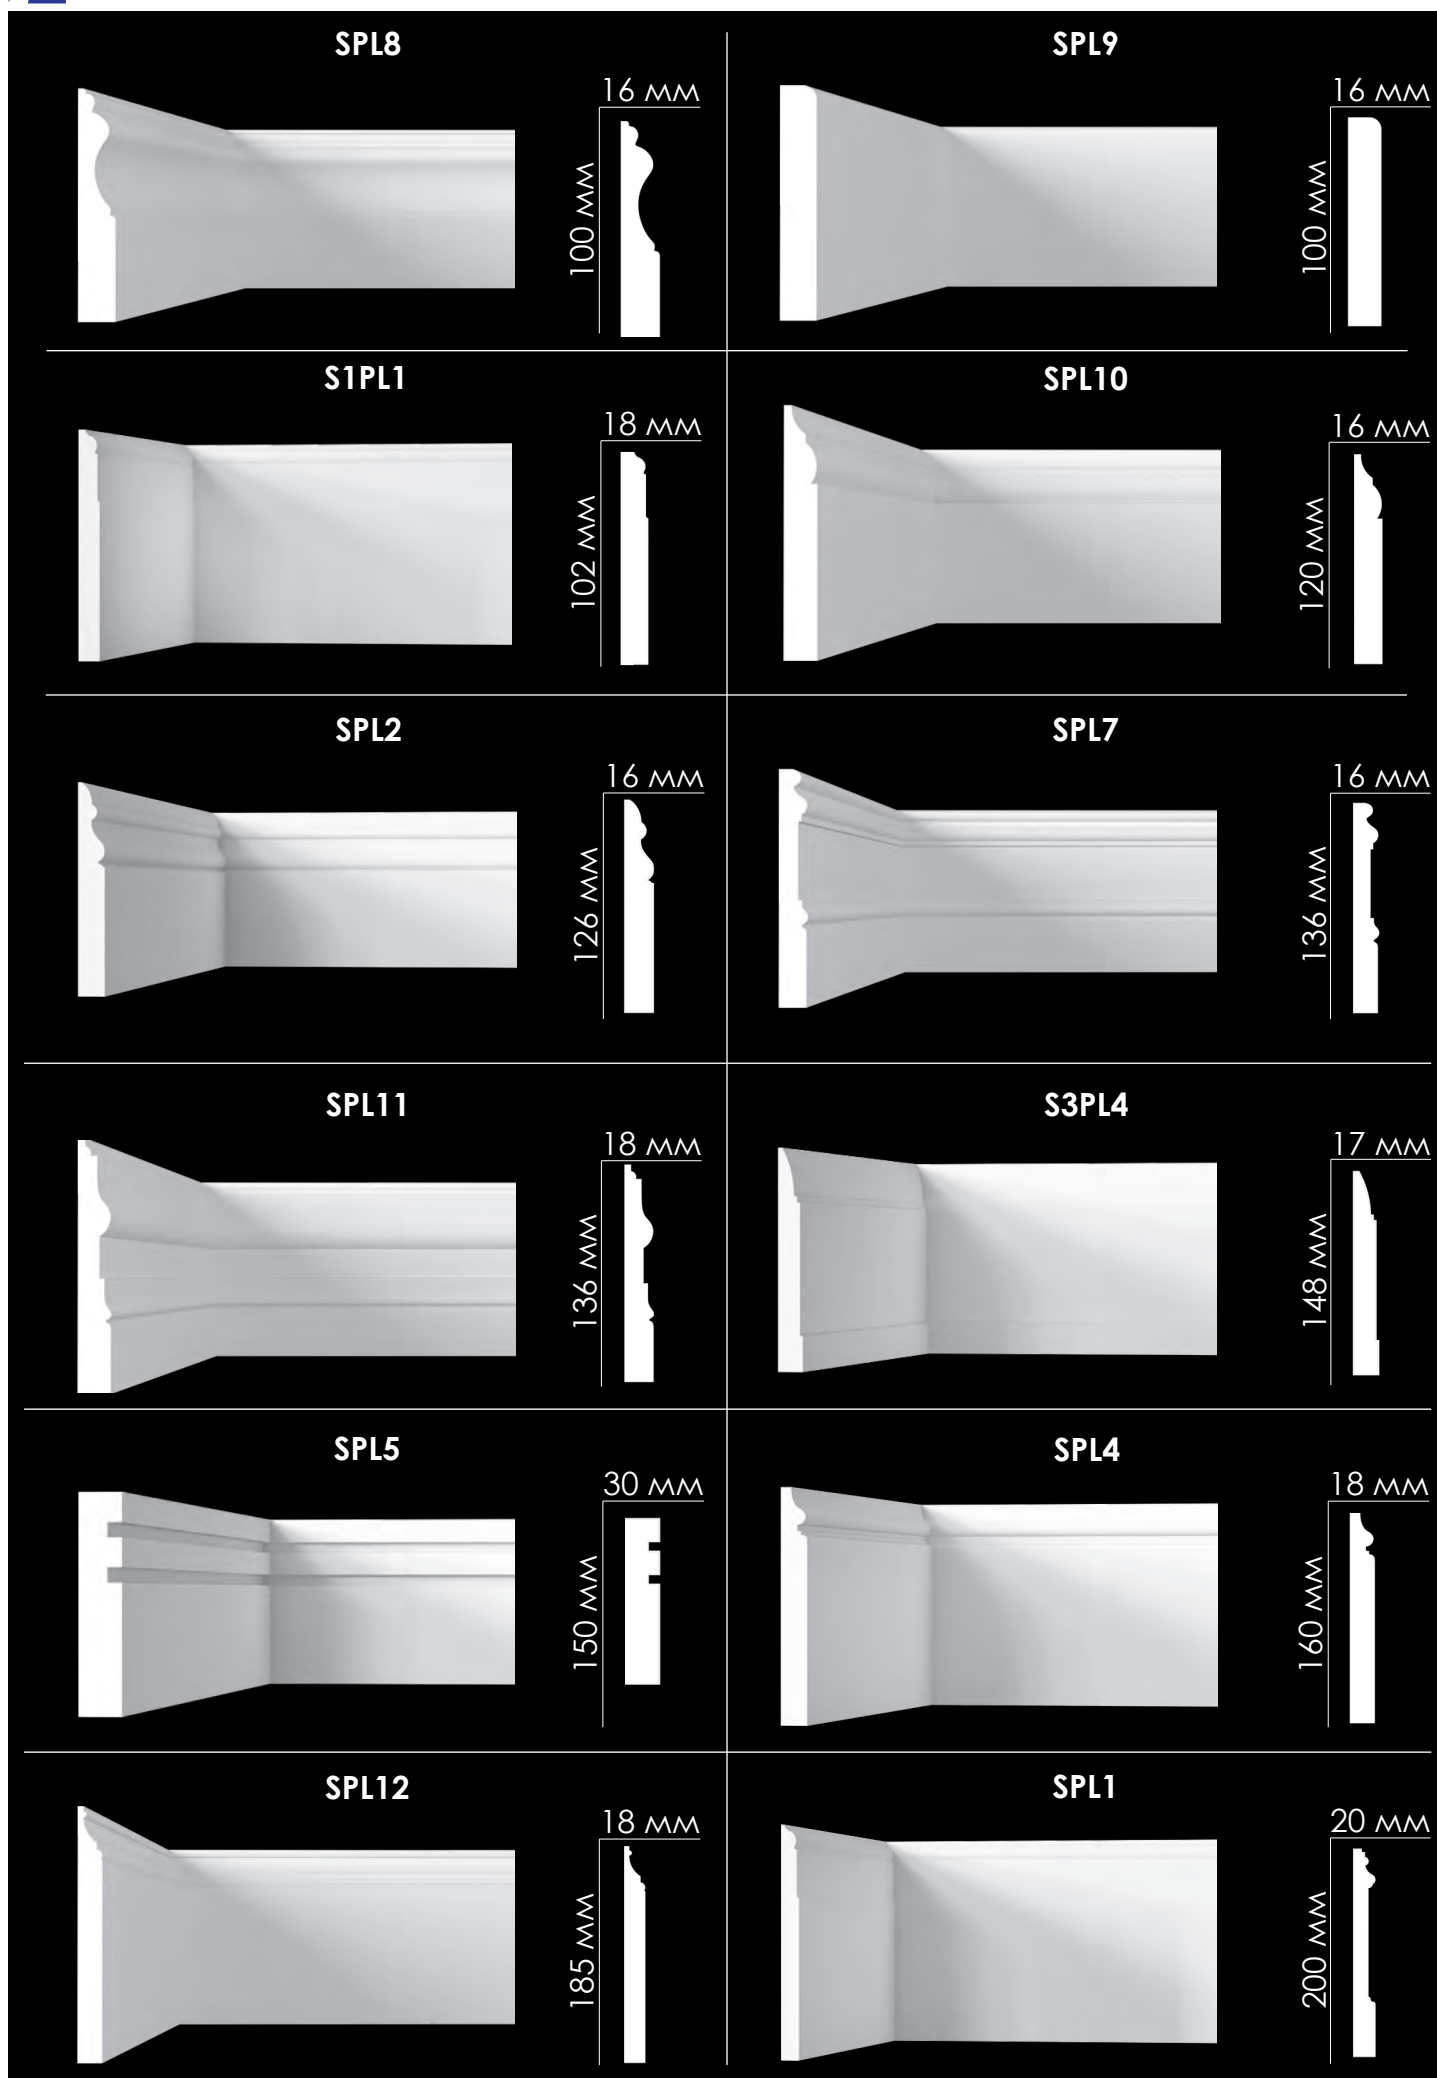 SPL8
16 мм
100 мм
SPL9
16 мм
100 мм
S1PL1
18 мм
102 мм
SPL10
16 мм
120 мм
SPL2
16 мм
126 мм
SPL7
16 мм
136 мм
SPL11
18 мм
136 мм
S3PL4
17 мм
148 мм
SPL5
30 мм
150 мм
SPL4
18 мм
160 мм
SPL12
18 мм
185 мм
SPL1
20 мм
200 мм